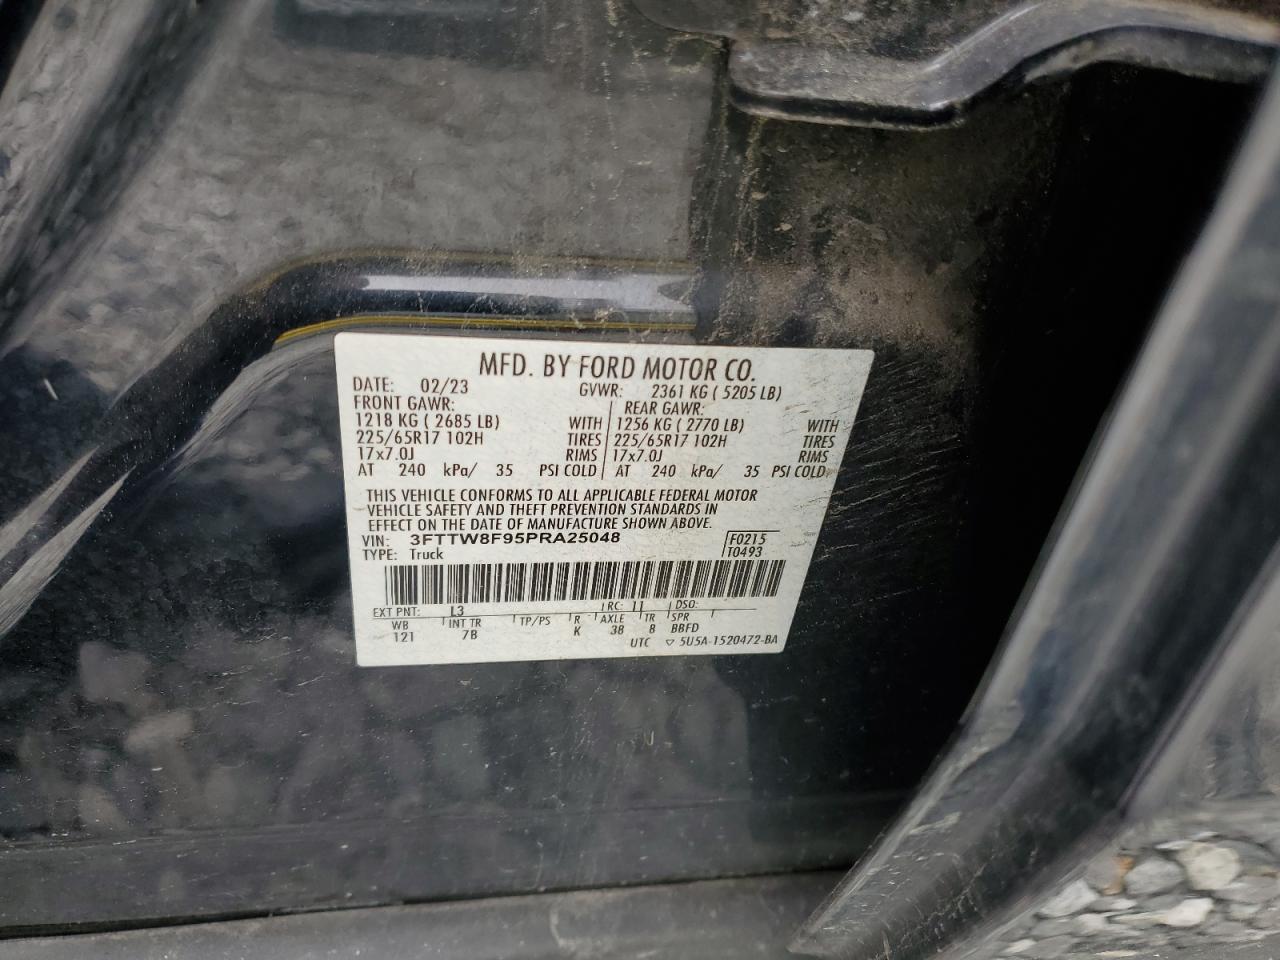 MFD. BY FORD MOTOR CO.
DATE: 02/23 GVWR: 2361 KG ( 5205 LB)
FRONT GAWR: REAR GAWR:
1218 KG ( 2685 LB) WITH 1256 KG ( 2770 LB) WITH
225/65R17 102H TIRES 225/65R17 102H TIRES
17x7.0J RIMS 17x7.0J RIMS
AT 240 kPa/ 35 PSI COLD AT 240 kPa/ 35 PSI COLD
THIS VEHICLE CONFORMS TO ALL APPLICABLE FEDERAL MOTOR
VEHICLE SAFETY AND THEFT PREVENTION STANDARDS IN
EFFECT ON THE DATE OF MANUFACTURE SHOWN ABOVE.
VIN: 3FTTW8F95PRA25048 F0215
TYPE: Truck T0493
EXT PNT: L3 RC: 11 DSO:
WB INT TR TP/PS R AXLE TR SPR
121 7B K 38 8 BBFD
UTC ▽ 5U5A-1520472-BA